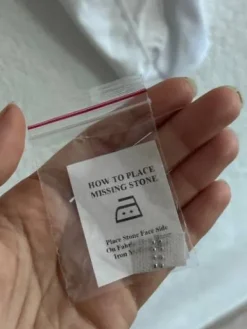 HOW TO PLACE
MISSING STONE
Place Stone Face Side
On Fabric
Iron